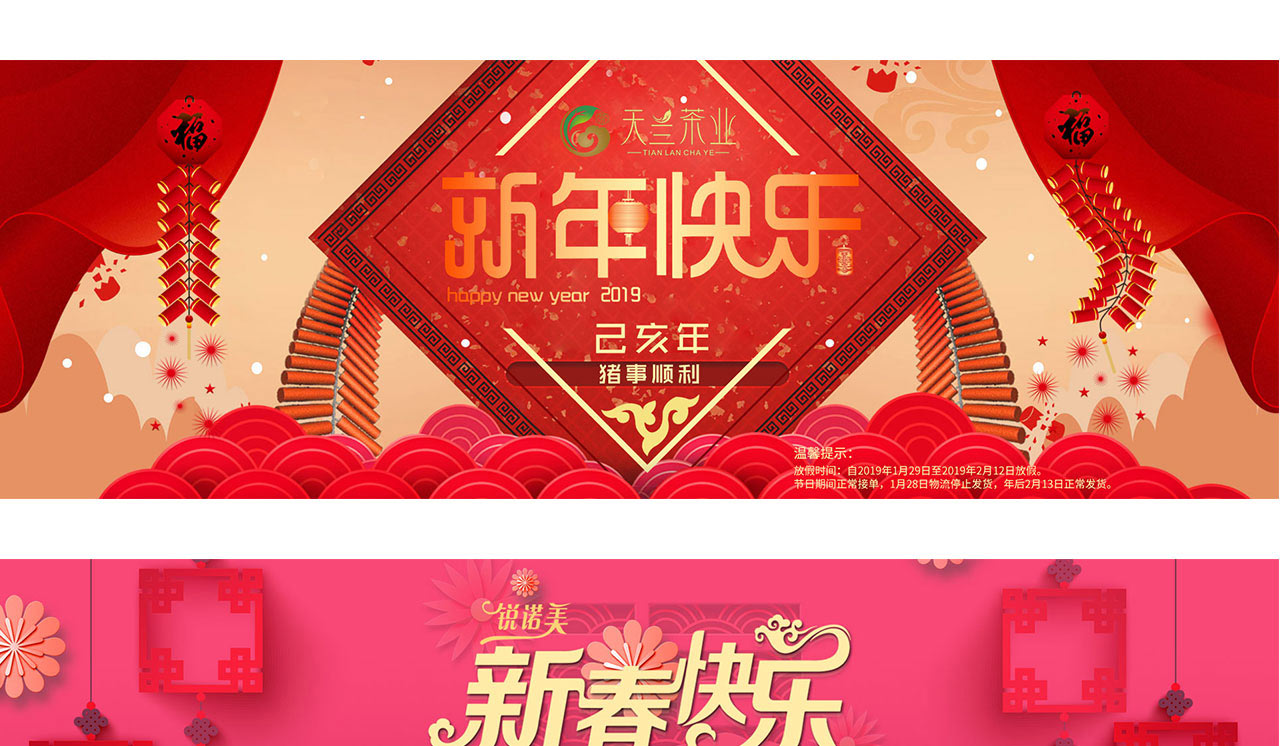 福
福
天兰茶业
TIAN LAN CHA YE
新年快乐
happy new year 2019
己亥年
猪事顺利
温馨提示：
放假时间：自2019年1月29日至2019年2月12日放假。
节日期间正常接单，1月28日物流停止发货，年后2月13日正常发货。
锐诺美
新春快乐